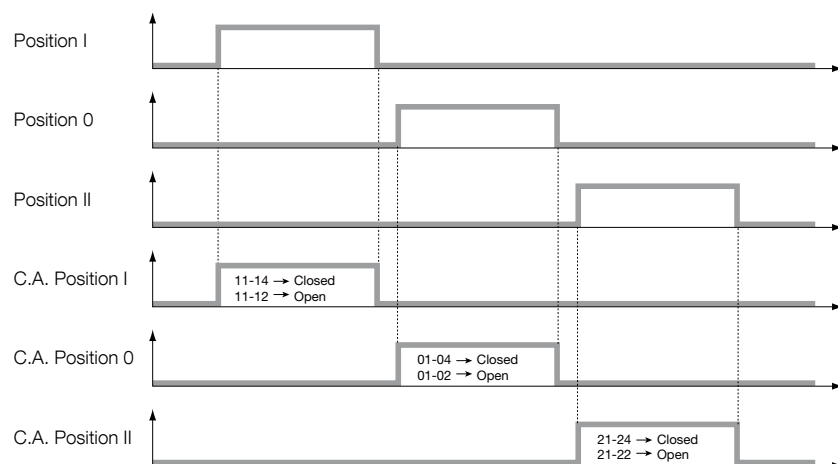 Position I
Position 0
Position II
C.A. Position I
11-14 → Closed
11-12 → Open
C.A. Position 0
01-04 → Closed
01-02 → Open
C.A. Position II
21-24 → Closed
21-22 → Open